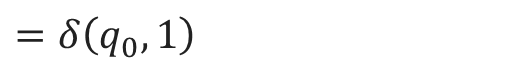 = δ(q₀, 1)